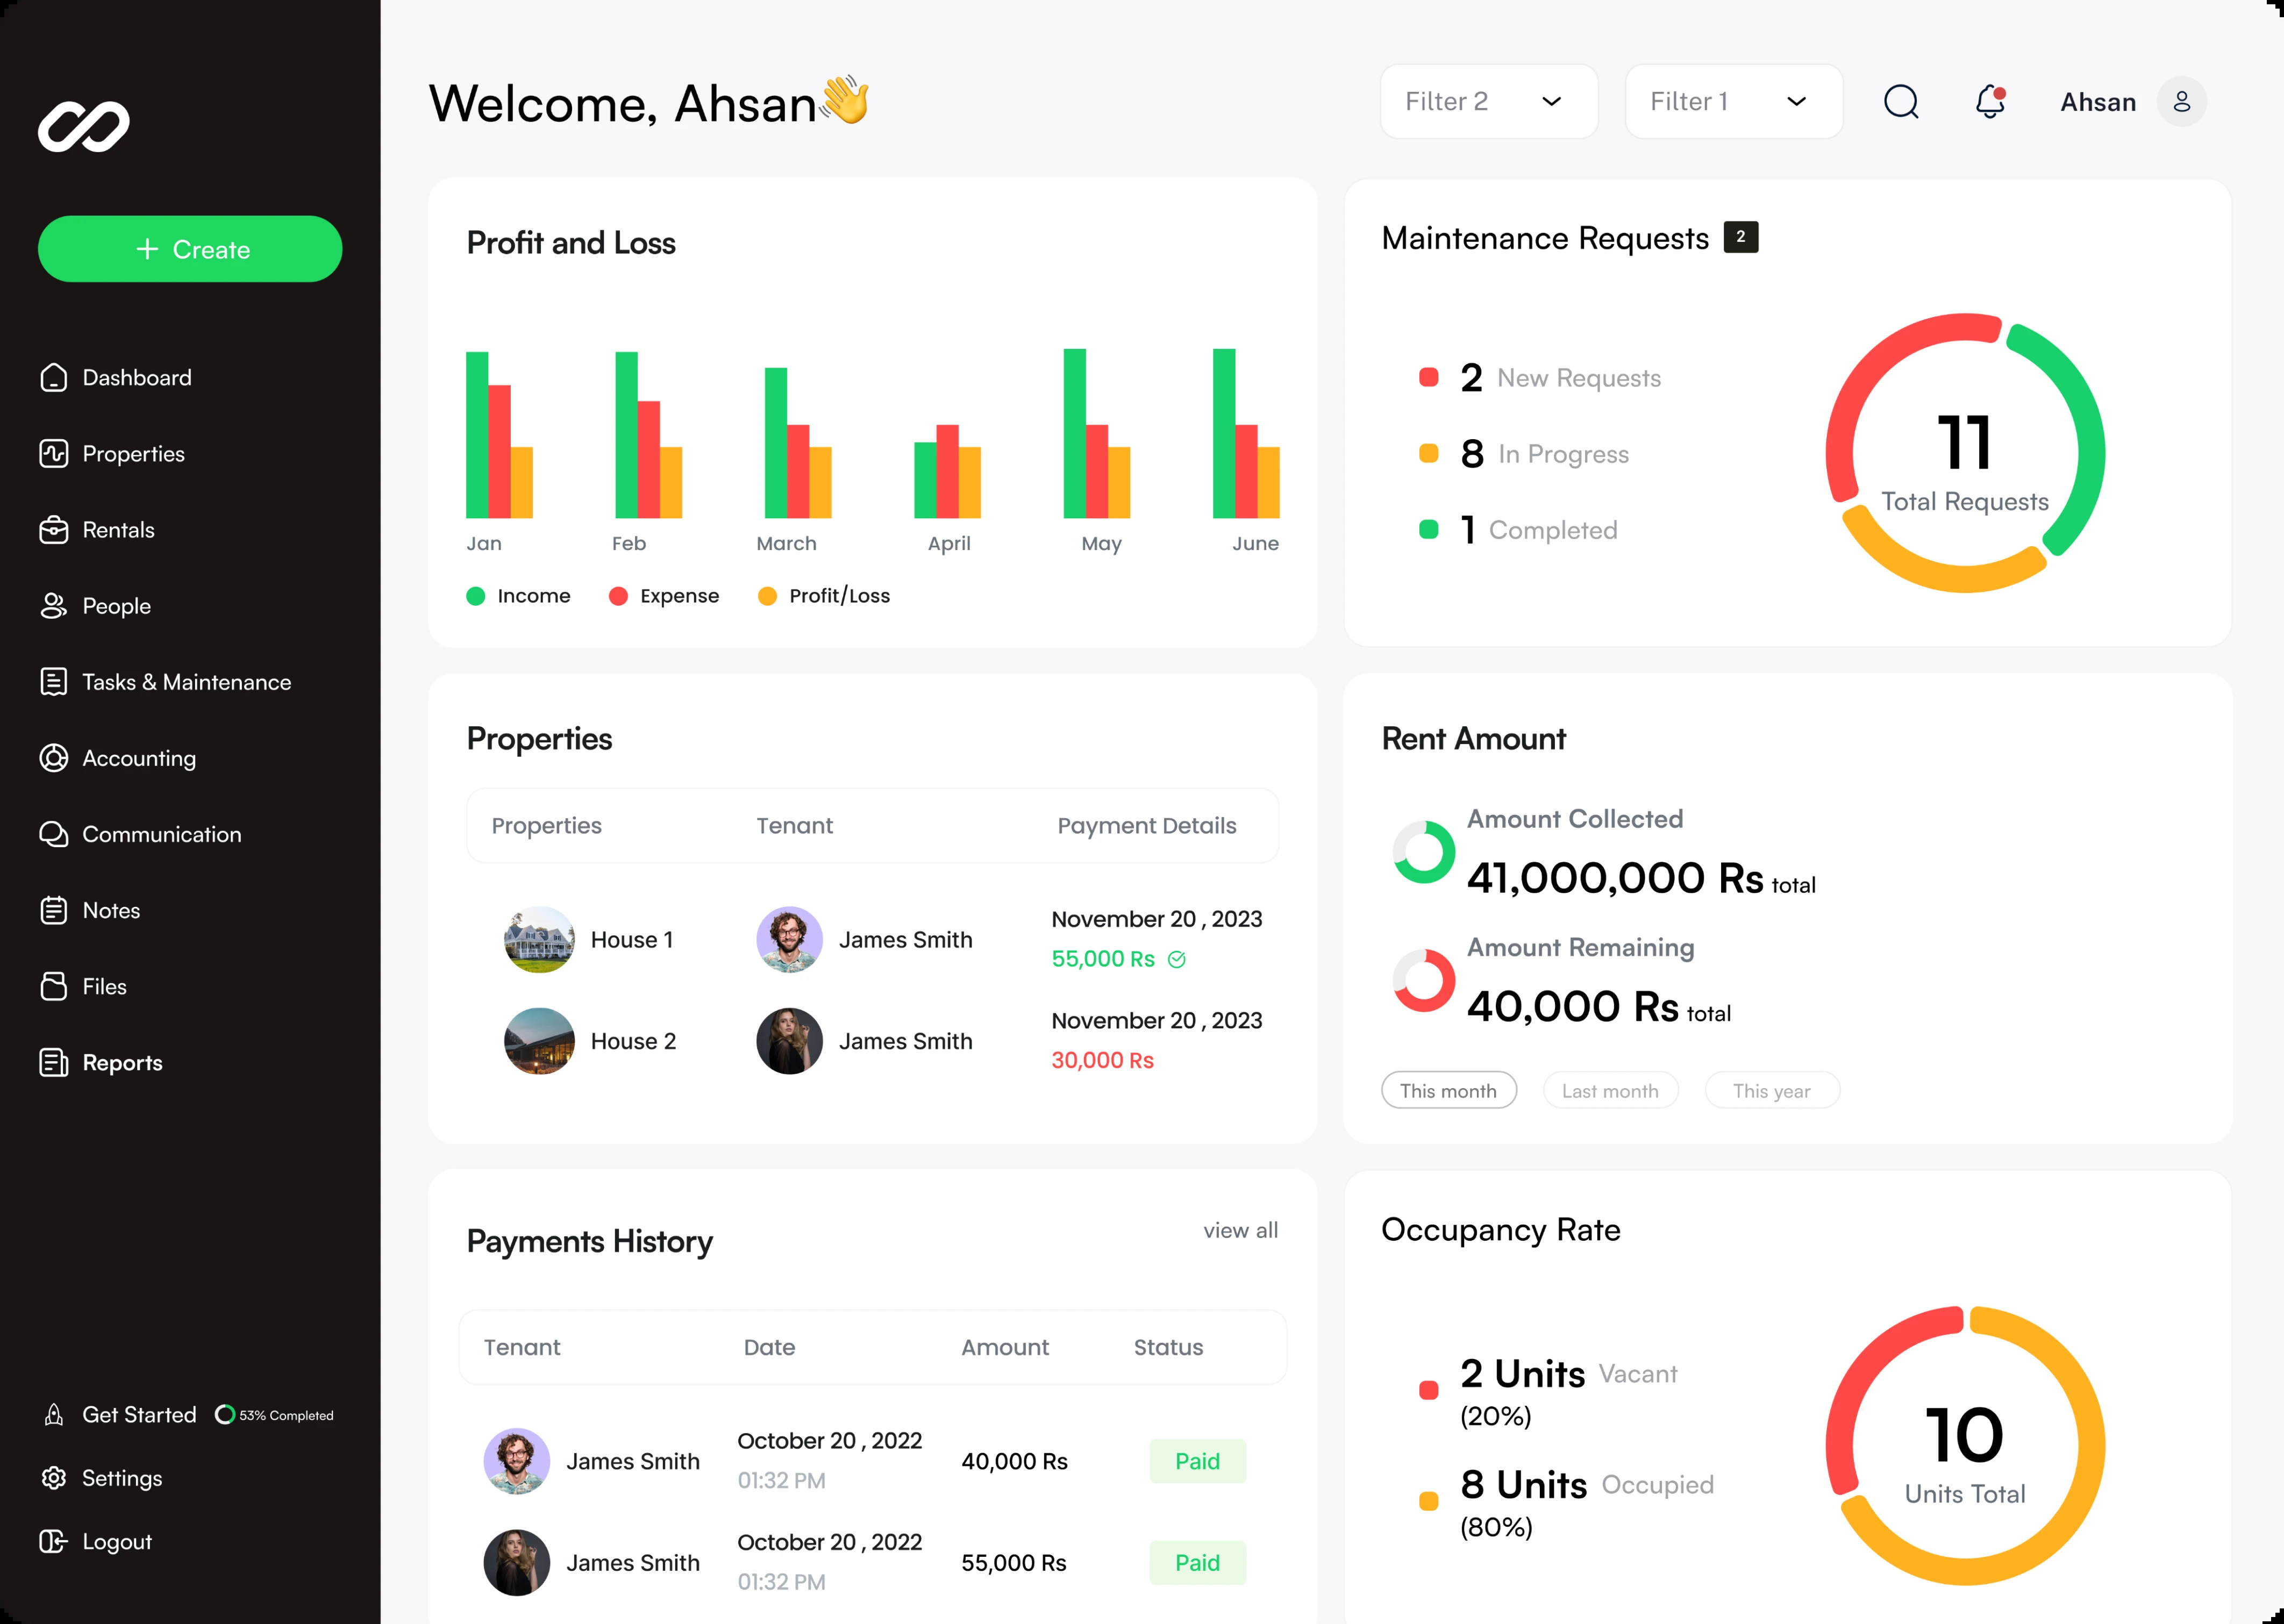 Create
Dashboard
Properties
Rentals
People
Tasks & Maintenance
Accounting
Communication
Notes
Files
Reports
Get Started 53% Completed
Settings
Logout
Welcome, Ahsan👋
Filter 2
Filter 1
Ahsan
Profit and Loss
Jan Feb March April May June
Income Expense Profit/Loss
Maintenance Requests 2
2 New Requests
8 In Progress
1 Completed
11
Total Requests
Properties
Properties Tenant Payment Details
House 1 James Smith November 20 , 2023
55,000 Rs
House 2 James Smith November 20 , 2023
30,000 Rs
Rent Amount
Amount Collected
41,000,000 Rs total
Amount Remaining
40,000 Rs total
This month Last month This year
Payments History
view all
Tenant Date Amount Status
James Smith October 20 , 2022 40,000 Rs Paid
01:32 PM
James Smith October 20 , 2022 55,000 Rs Paid
01:32 PM
Occupancy Rate
2 Units Vacant
(20%)
8 Units Occupied
(80%)
10
Units Total